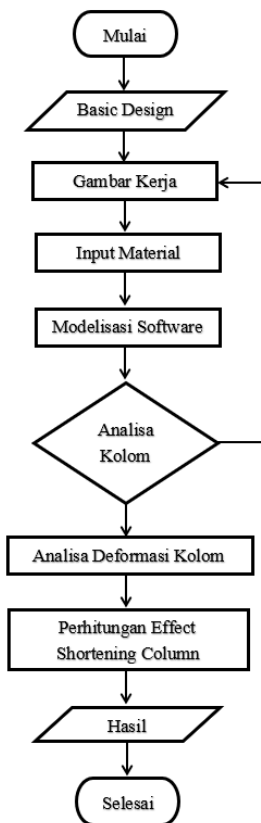 Mulai
Basic Design
Gambar Kerja
Input Material
Modelisasi Software
Analisa
Kolom
Analisa Deformasi Kolom
Perhitungan Effect
Shortening Column
Hasil
Selesai